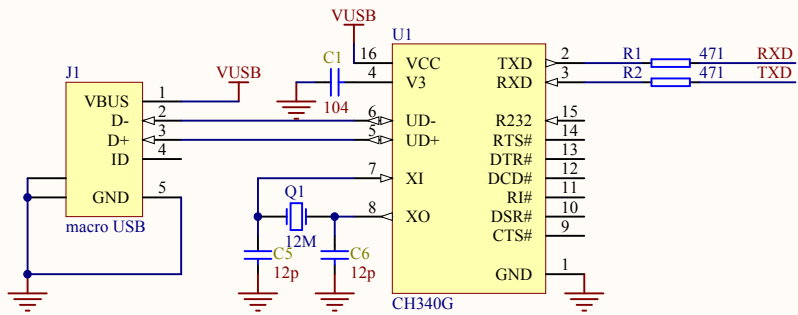 VUSB
U1
C1
16
VCC
TXD
2
R1
471
RXD
J1
VUSB
4
V3
RXD
3
R2
471
TXD
104
VBUS
1
D-
2
6
UD-
R232
15
D+
3
5
UD+
RTS#
14
ID
4
DTR#
13
7
XI
DCD#
12
GND
5
Q1
RI#
11
8
XO
DSR#
10
macro USB
12M
CTS#
9
C5
C6
12p
12p
GND
1
CH340G